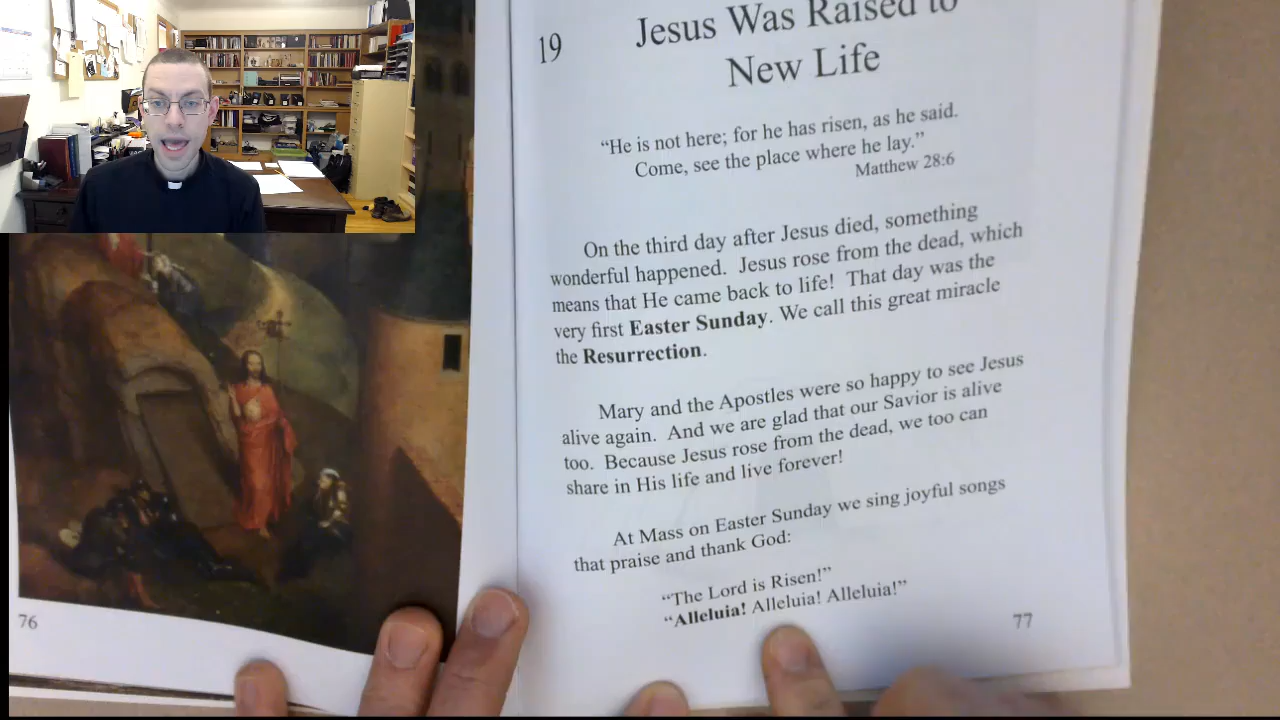 19
Jesus Was Raised to
New Life
“He is not here; for he has risen, as he said.
Come, see the place where he lay.”
Matthew 28:6
On the third day after Jesus died, something
wonderful happened. Jesus rose from the dead, which
means that He came back to life! That day was the
very first Easter Sunday. We call this great miracle
the Resurrection.
Mary and the Apostles were so happy to see Jesus
alive again. And we are glad that our Savior is alive
too. Because Jesus rose from the dead, we too can
share in His life and live forever!
At Mass on Easter Sunday we sing joyful songs
that praise and thank God:
“The Lord is Risen!”
“Alleluia! Alleluia! Alleluia!”
76
77